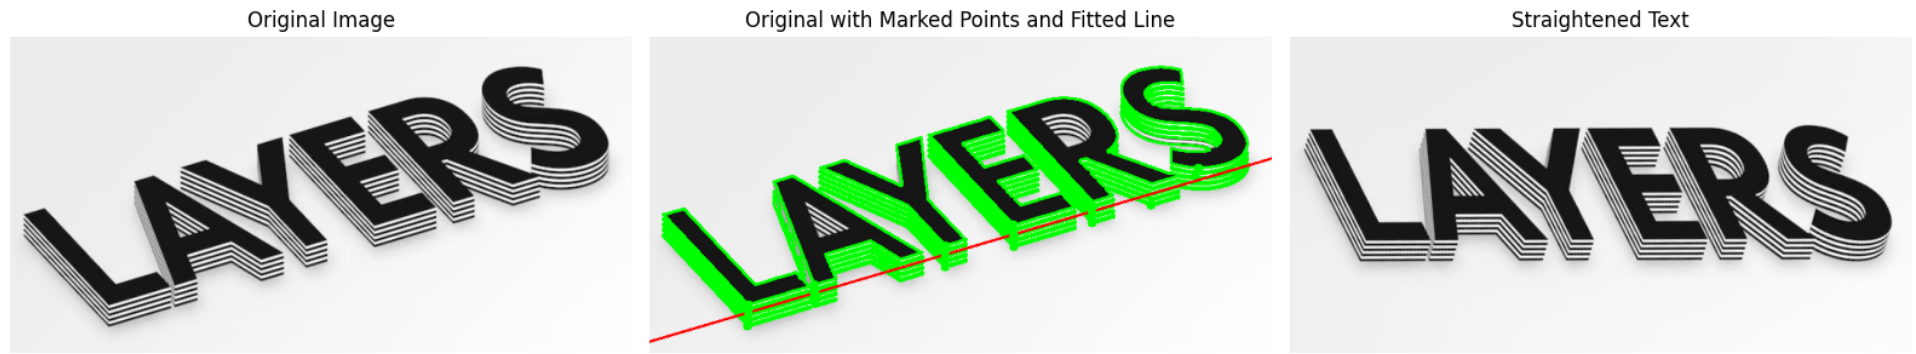 Original Image
Original with Marked Points and Fitted Line
Straightened Text
LAYERS
LAYERS
LAYERS